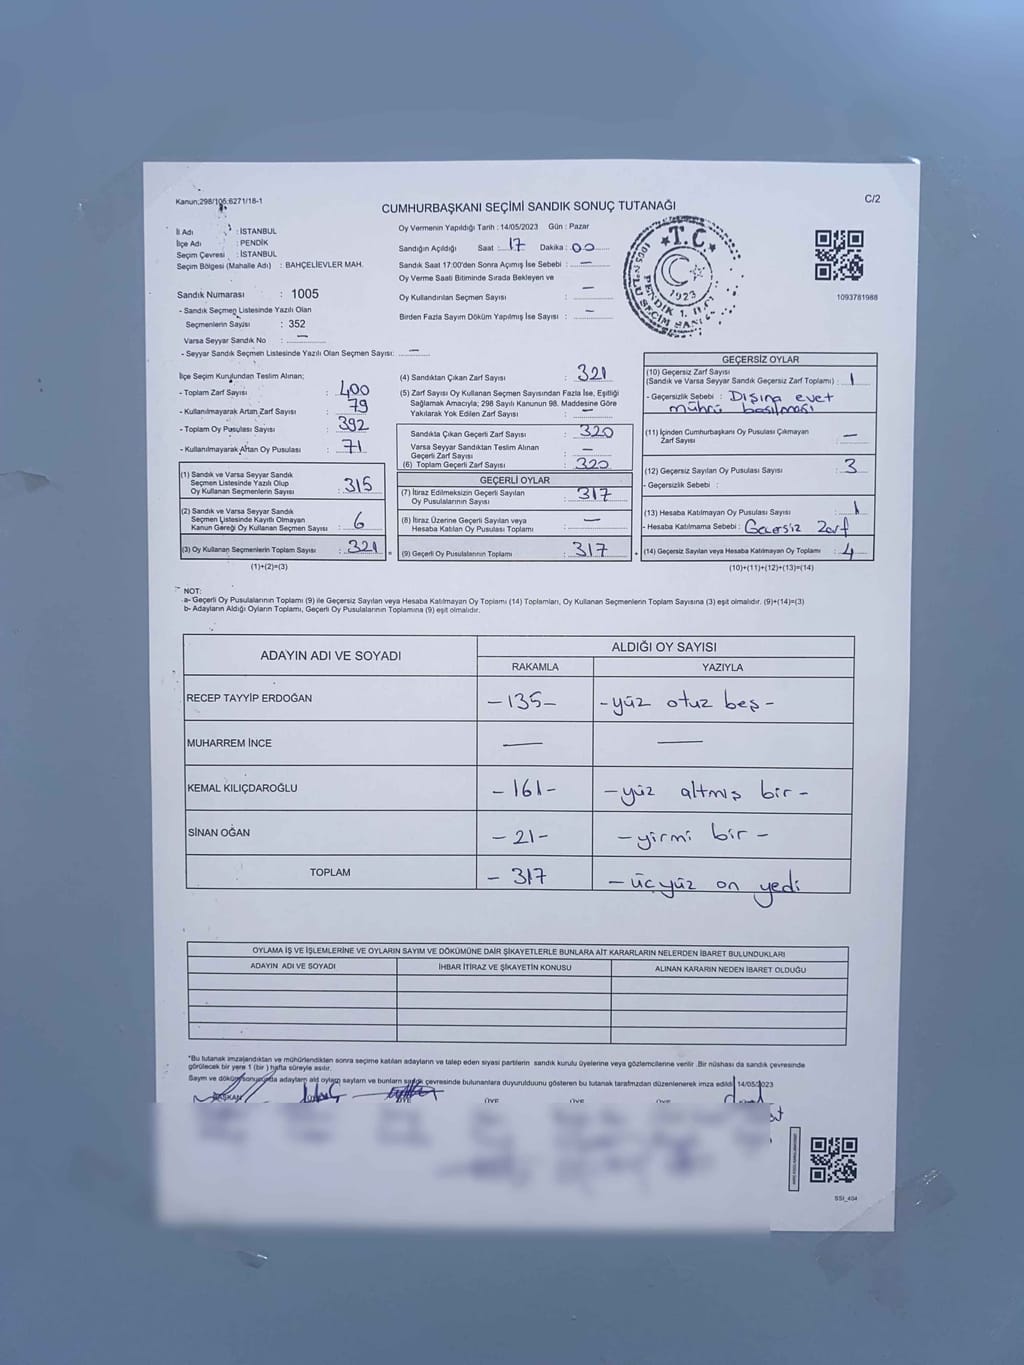 Kanun;298/105;6271/18-1
C/2
CUMHURBAŞKANI SEÇİMİ SANDIK SONUÇ TUTANAĞI
İl Adı : İSTANBUL
İlçe Adı : PENDİK
Seçim Çevresi : İSTANBUL
Seçim Bölgesi (Mahalle Adı) : BAHÇELİEVLER MAH.
Sandık Numarası : 1005
- Sandık Seçmen Listesinde Yazılı Olan
Seçmenlerin Sayısı : 352
Varsa Seyyar Sandık No : —
- Seyyar Sandık Seçmen Listesinde Yazılı Olan Seçmen Sayısı: —
Oy Vermenin Yapıldığı Tarih : 14/05/2023 Gün : Pazar
Sandığın Açıldığı Saat : 17 Dakika : 00
Sandık Saat 17:00'den Sonra Açılmış İse Sebebi : —
Oy Verme Saati Bitiminde Sırada Bekleyen ve
Oy Kullandırılan Seçmen Sayısı : —
Birden Fazla Sayım Döküm Yapılmış İse Sayısı : —
T.C.
1923
PENDİK 1. İLÇE
1093781988
İlçe Seçim Kurulundan Teslim Alınan;
- Toplam Zarf Sayısı : 400
- Kullanılmayarak Artan Zarf Sayısı : 79
- Toplam Oy Pusulası Sayısı : 392
- Kullanılmayarak Artan Oy Pusulası : 71
(1) Sandık ve Varsa Seyyar Sandık
Seçmen Listesinde Yazılı Olup
Oy Kullanan Seçmenlerin Sayısı : 315
(2) Sandık ve Varsa Seyyar Sandık
Seçmen Listesinde Kayıtlı Olmayan
Kanun Gereği Oy Kullanan Seçmen Sayısı : 6
(3) Oy Kullanan Seçmenlerin Toplam Sayısı : 321
(1)+(2)=(3)
(4) Sandıktan Çıkan Zarf Sayısı : 321
(5) Zarf Sayısı Oy Kullanan Seçmen Sayısından Fazla İse, Eşitliği
Sağlamak Amacıyla; 298 Sayılı Kanunun 98. Maddesine Göre
Yakılarak Yok Edilen Zarf Sayısı : —
Sandıkta Çıkan Geçerli Zarf Sayısı : 320
Varsa Seyyar Sandıktan Teslim Alınan
Geçerli Zarf Sayısı : —
(6) Toplam Geçerli Zarf Sayısı : 320
GEÇERLİ OYLAR
(7) İtiraz Edilmeksizin Geçerli Sayılan
Oy Pusulalarının Sayısı : 317
(8) İtiraz Üzerine Geçerli Sayılan veya
Hesaba Katılan Oy Pusulası Toplamı : —
(9) Geçerli Oy Pusulalarının Toplamı : 317
GEÇERSİZ OYLAR
(10) Geçersiz Zarf Sayısı
(Sandık ve Varsa Seyyar Sandık Geçersiz Zarf Toplamı) : 1
- Geçersizlik Sebebi : Dışına evet
mührü basılması
(11) İçinden Cumhurbaşkanı Oy Pusulası Çıkmayan
Zarf Sayısı : —
(12) Geçersiz Sayılan Oy Pusulası Sayısı : 3
- Geçersizlik Sebebi :
(13) Hesaba Katılmayan Oy Pusulası Sayısı : 1
- Hesaba Katılmama Sebebi : Geçersiz Zarf
(14) Geçersiz Sayılan veya Hesaba Katılmayan Oy Toplamı : 4
(10)+(11)+(12)+(13)=(14)
NOT:
a- Geçerli Oy Pusulalarının Toplamı (9) ile Geçersiz Sayılan veya Hesaba Katılmayan Oy Toplamı (14) Toplamları, Oy Kullanan Seçmenlerin Toplam Sayısına (3) eşit olmalıdır. (9)+(14)=(3)
b- Adayların Aldığı Oyların Toplamı, Geçerli Oy Pusulalarının Toplamına (9) eşit olmalıdır.
ADAYIN ADI VE SOYADI
ALDIĞI OY SAYISI
RAKAMLA YAZIYLA
RECEP TAYYİP ERDOĞAN -135- -yüz otuz beş-
MUHARREM İNCE — —
KEMAL KILIÇDAROĞLU -161- -yüz altmış bir-
SİNAN OĞAN -21- -yirmi bir-
TOPLAM - 317 -üçyüz on yedi
OYLAMA İŞ VE İŞLEMLERİNE VE OYLARIN SAYIM VE DÖKÜMÜNE DAİR ŞİKAYETLERLE BUNLARA AİT KARARLARIN NELERDEN İBARET BULUNDUKLARI
ADAYIN ADI VE SOYADI İHBAR İTİRAZ VE ŞİKAYETİN KONUSU ALINAN KARARIN NEDEN İBARET OLDUĞU
*Bu tutanak imzalandıktan ve mühürlendikten sonra seçime katılan adayların ve talep eden siyasi partilerin sandık kurulu üyelerine veya gözlemcilerine verilir .Bir nüshası da sandık çevresinde
görülecek bir yere 1 (bir ) hafta süreyle asılır.
Sayım ve döküm sonucunda adayların aldı oyların sayların ve bunların sandık çevresinde bulunanlara duyurulduunu gösteren bu tutanak tarafımzdan düzenlenerek imza edildi. 14/05/2023
BAŞKAN ÜYE ÜYE ÜYE
SSI_404